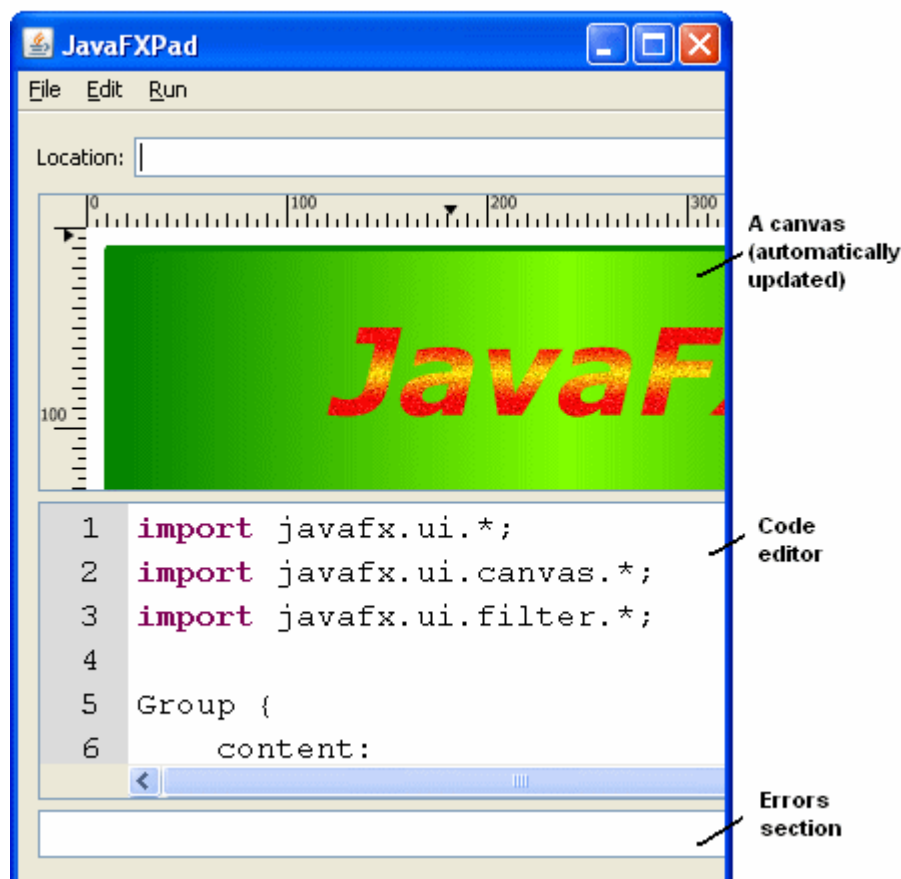 JavaFXPad
File Edit Run
Location:
0 100 200 300
100
JavaF
A canvas
(automatically
updated)
1 import javafx.ui.*;
2 import javafx.ui.canvas.*;
3 import javafx.ui.filter.*;
4
5 Group {
6 content:
Code
editor
Errors
section